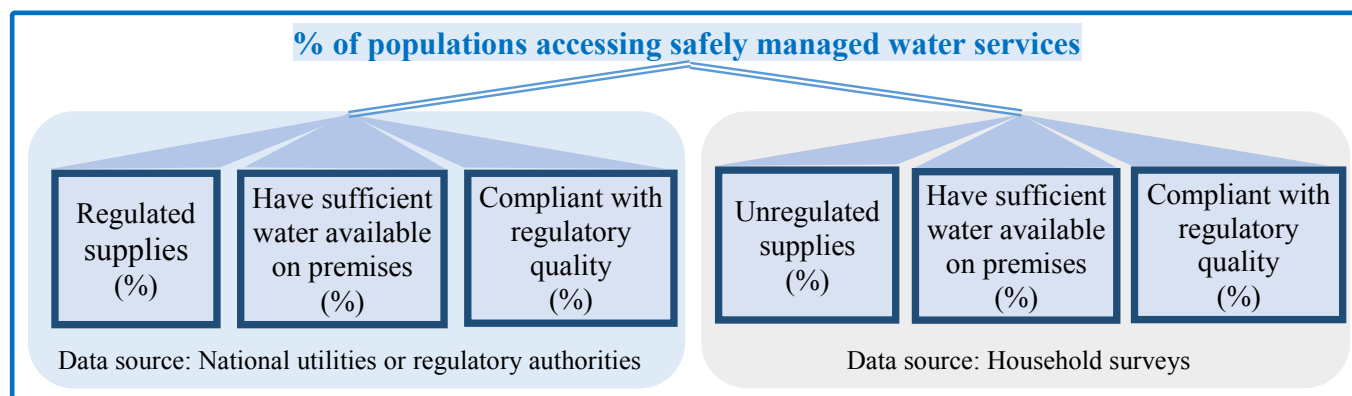 % of populations accessing safely managed water services
Regulated
supplies
(%)
Have sufficient
water available
on premises
(%)
Compliant with
regulatory
quality
(%)
Data source: National utilities or regulatory authorities
Unregulated
supplies
(%)
Have sufficient
water available
on premises
(%)
Compliant with
regulatory
quality
(%)
Data source: Household surveys